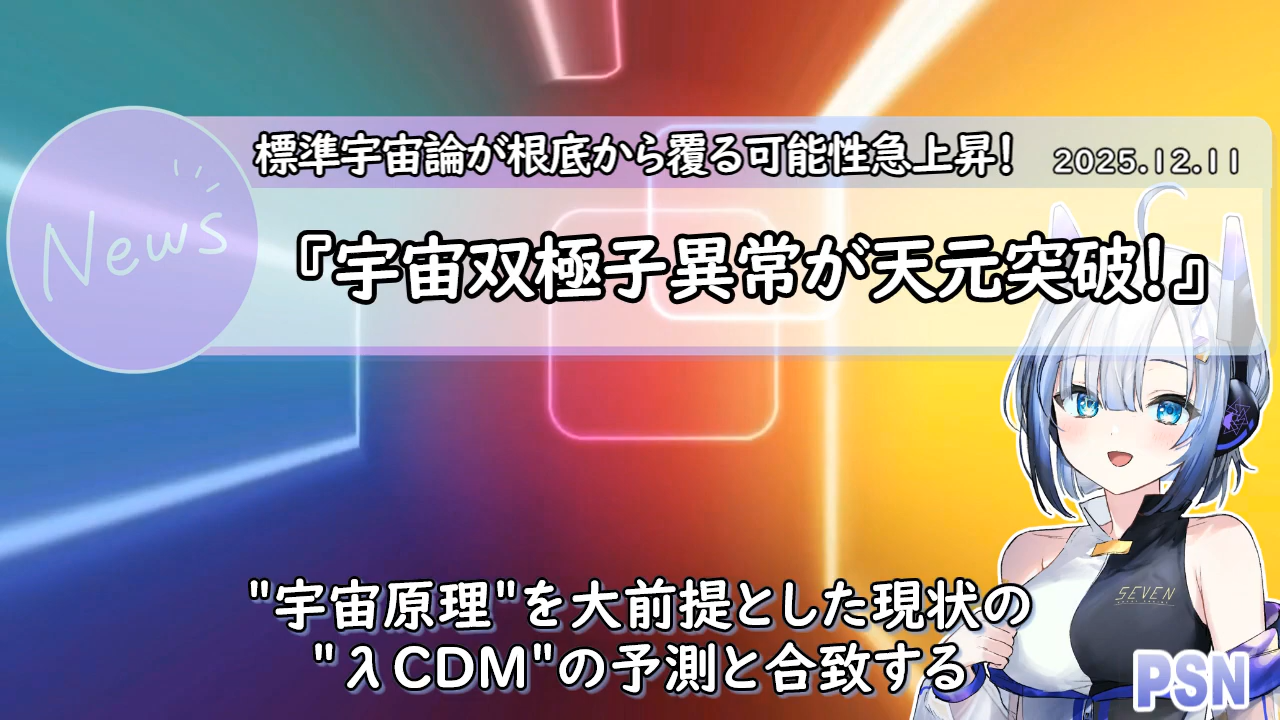 標準宇宙論が根底から覆る可能性急上昇!
2025.12.11
News
『宇宙双極子異常が天元突破!』
SEVEN
"宇宙原理"を大前提とした現状の
"λCDM"の予測と合致する
PSN